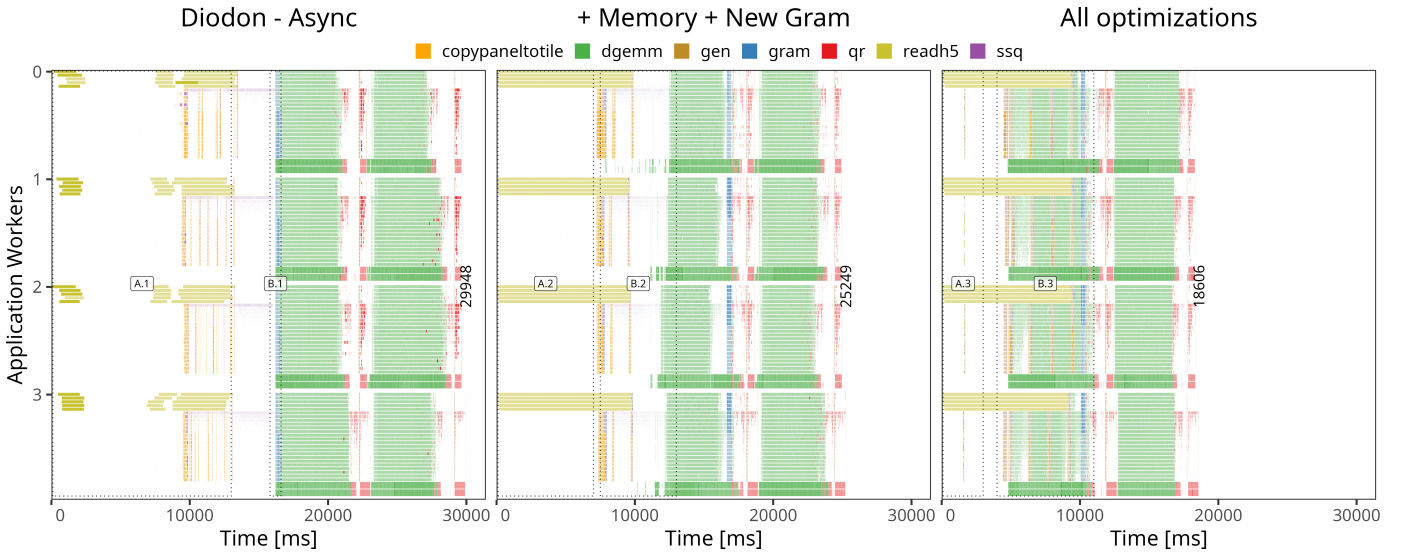 Diodon - Async
+ Memory + New Gram
All optimizations
copypaneltotile dgemm gen gram qr readh5 ssq
Application Workers
0
1
2
3
A.1
B.1
29948
A.2
B.2
25249
A.3
B.3
18606
0 10000 20000 30000
0 10000 20000 30000
0 10000 20000 30000
Time [ms]
Time [ms]
Time [ms]